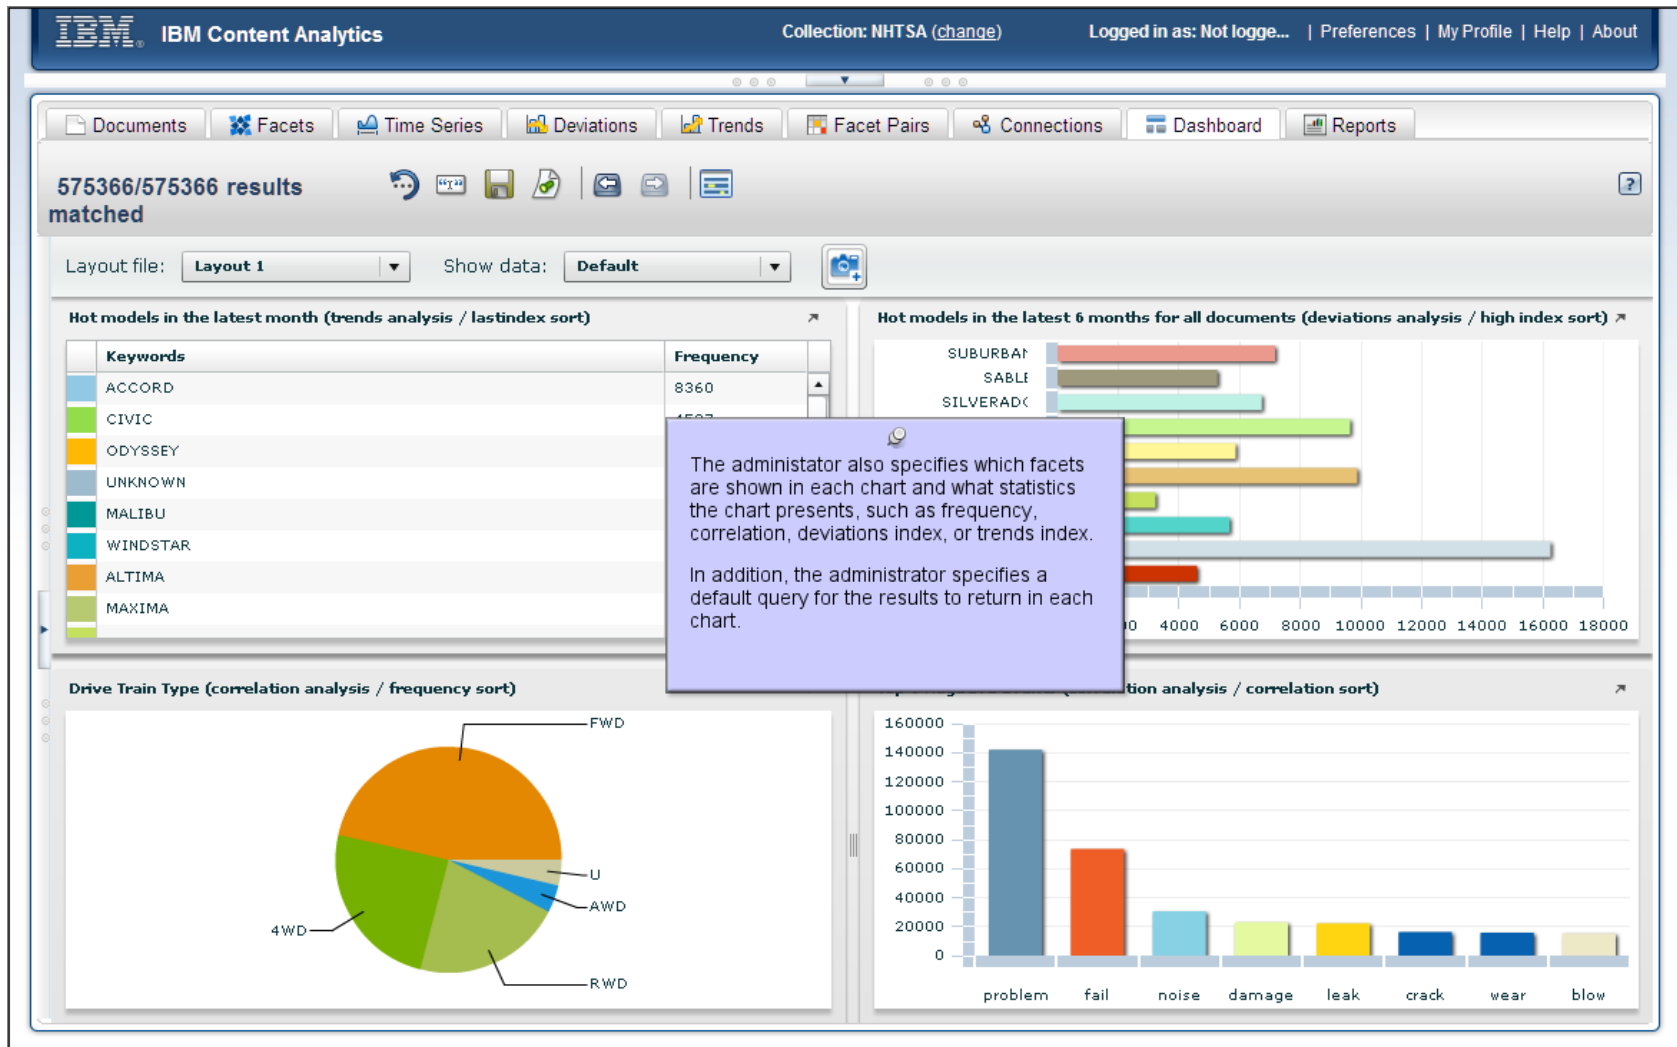 IBM IBM Content Analytics
Collection: NHTSA (change)
Logged in as: Not logge... | Preferences | My Profile | Help | About
Documents Facets Time Series Deviations Trends Facet Pairs Connections Dashboard Reports
575366/575366 results
matched
Layout file: Layout 1 Show data: Default
Hot models in the latest month (trends analysis / lastindex sort)
Keywords Frequency
ACCORD 8360
CIVIC
ODYSSEY
UNKNOWN
MALIBU
WINDSTAR
ALTIMA
MAXIMA
Hot models in the latest 6 months for all documents (deviations analysis / high index sort)
SUBURBAN
SABLE
SILVERADO
4000 6000 8000 10000 12000 14000 16000 18000
The administator also specifies which facets
are shown in each chart and what statistics
the chart presents, such as frequency,
correlation, deviations index, or trends index.
In addition, the administrator specifies a
default query for the results to return in each
chart.
Drive Train Type (correlation analysis / frequency sort)
FWD
U
AWD
4WD
RWD
tion analysis / correlation sort)
160000
140000
120000
100000
80000
60000
40000
20000
0
problem fail noise damage leak crack wear blow